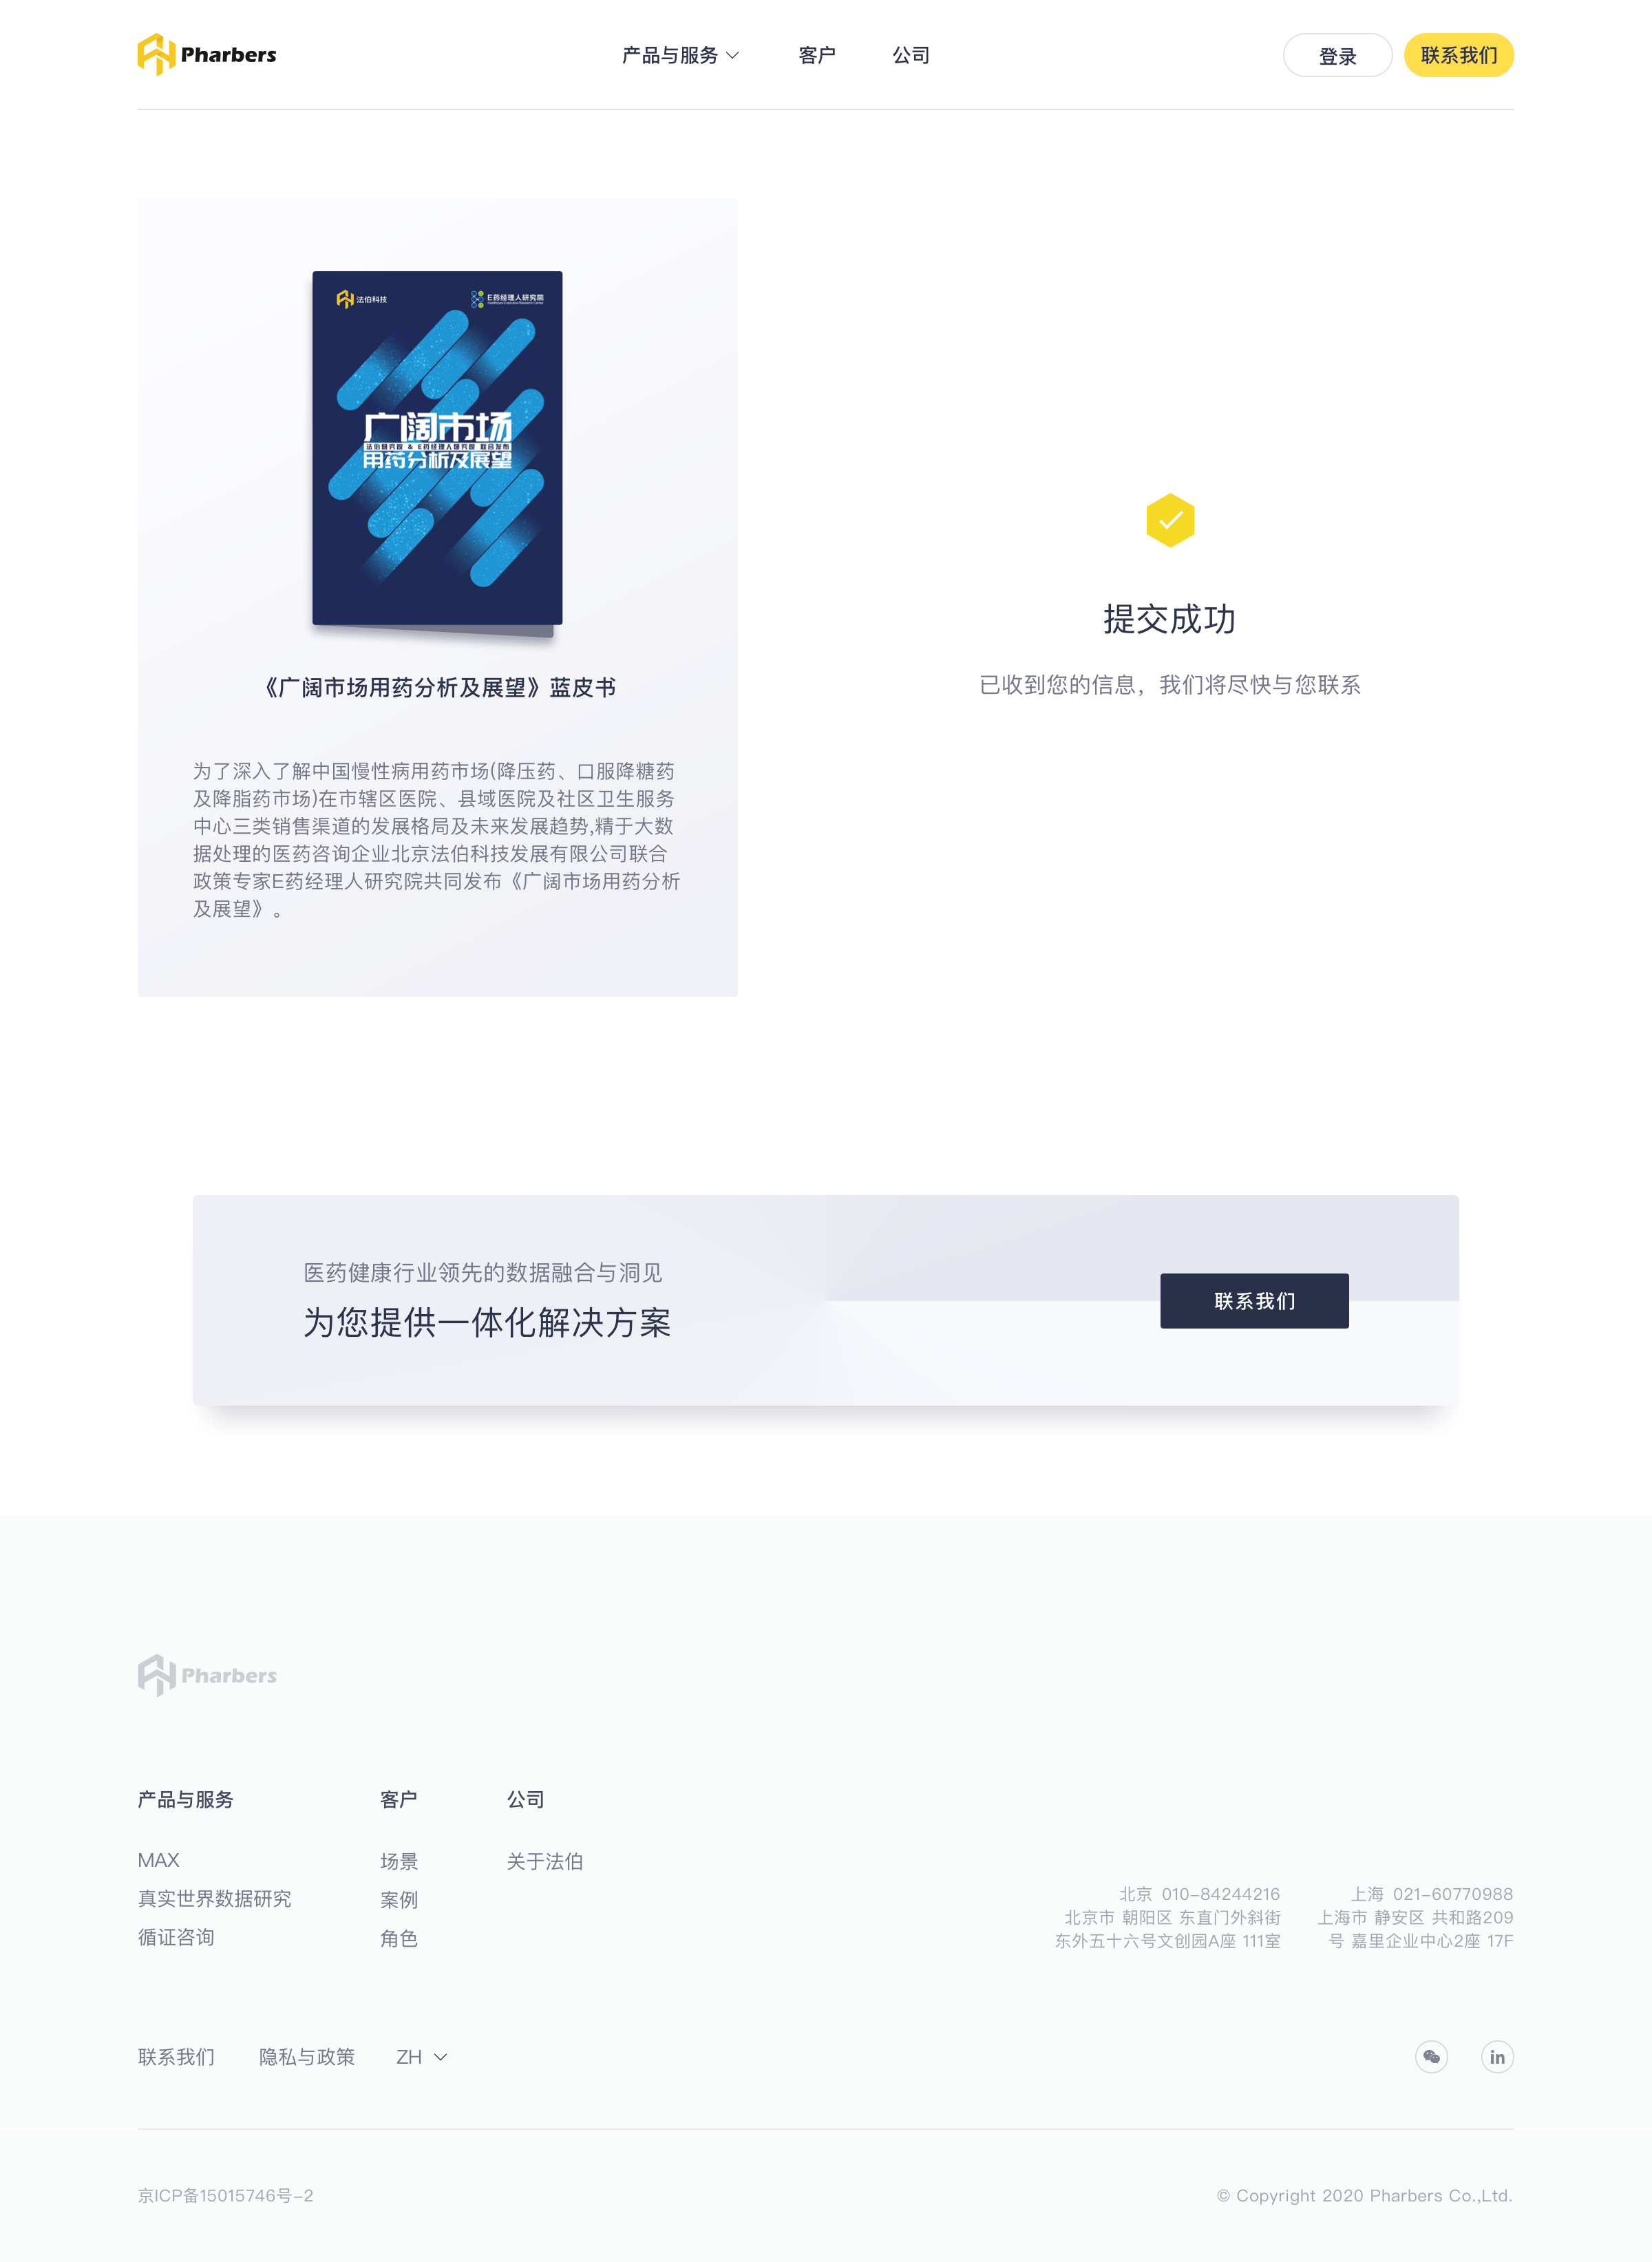 Pharbers
产品与服务
客户
公司
登录
联系我们
法伯科技
E药经理人研究院
Healthcare Executive Research Center
广阔市场
法伯研究院 & E药经理人研究院 联合发布
用药分析及展望
《广阔市场用药分析及展望》蓝皮书
为了深入了解中国慢性病用药市场(降压药、口服降糖药
及降脂药市场)在市辖区医院、县域医院及社区卫生服务
中心三类销售渠道的发展格局及未来发展趋势,精于大数
据处理的医药咨询企业北京法伯科技发展有限公司联合
政策专家E药经理人研究院共同发布《广阔市场用药分析
及展望》。
提交成功
已收到您的信息，我们将尽快与您联系
医药健康行业领先的数据融合与洞见
为您提供一体化解决方案
联系我们
Pharbers
产品与服务
MAX
真实世界数据研究
循证咨询
客户
场景
案例
角色
公司
关于法伯
北京 010-84244216
北京市 朝阳区 东直门外斜街
东外五十六号文创园A座 111室
上海 021-60770988
上海市 静安区 共和路209
号 嘉里企业中心2座 17F
联系我们
隐私与政策
ZH
in
京ICP备15015746号-2
© Copyright 2020 Pharbers Co.,Ltd.